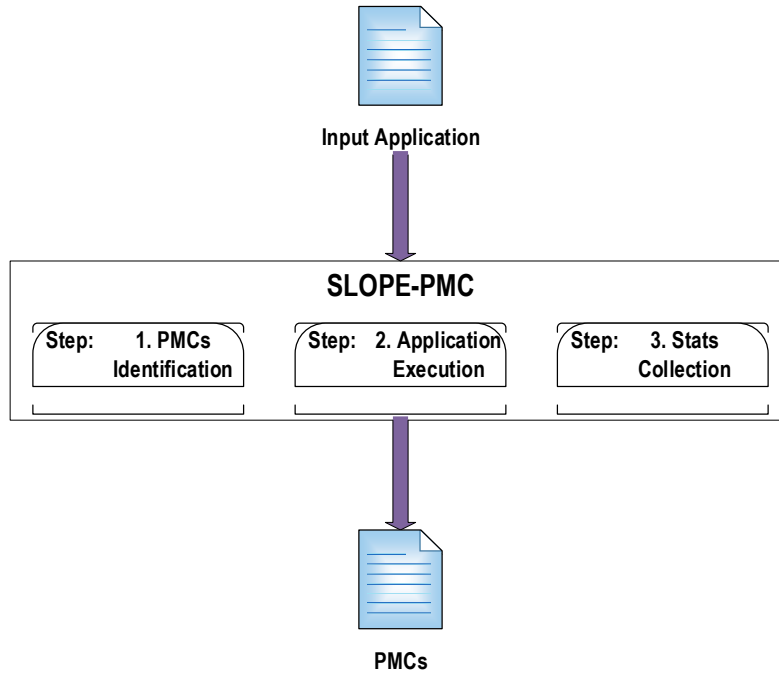 Input Application
SLOPE-PMC
Step: 1. PMCs
Identification
Step: 2. Application
Execution
Step: 3. Stats
Collection
PMCs